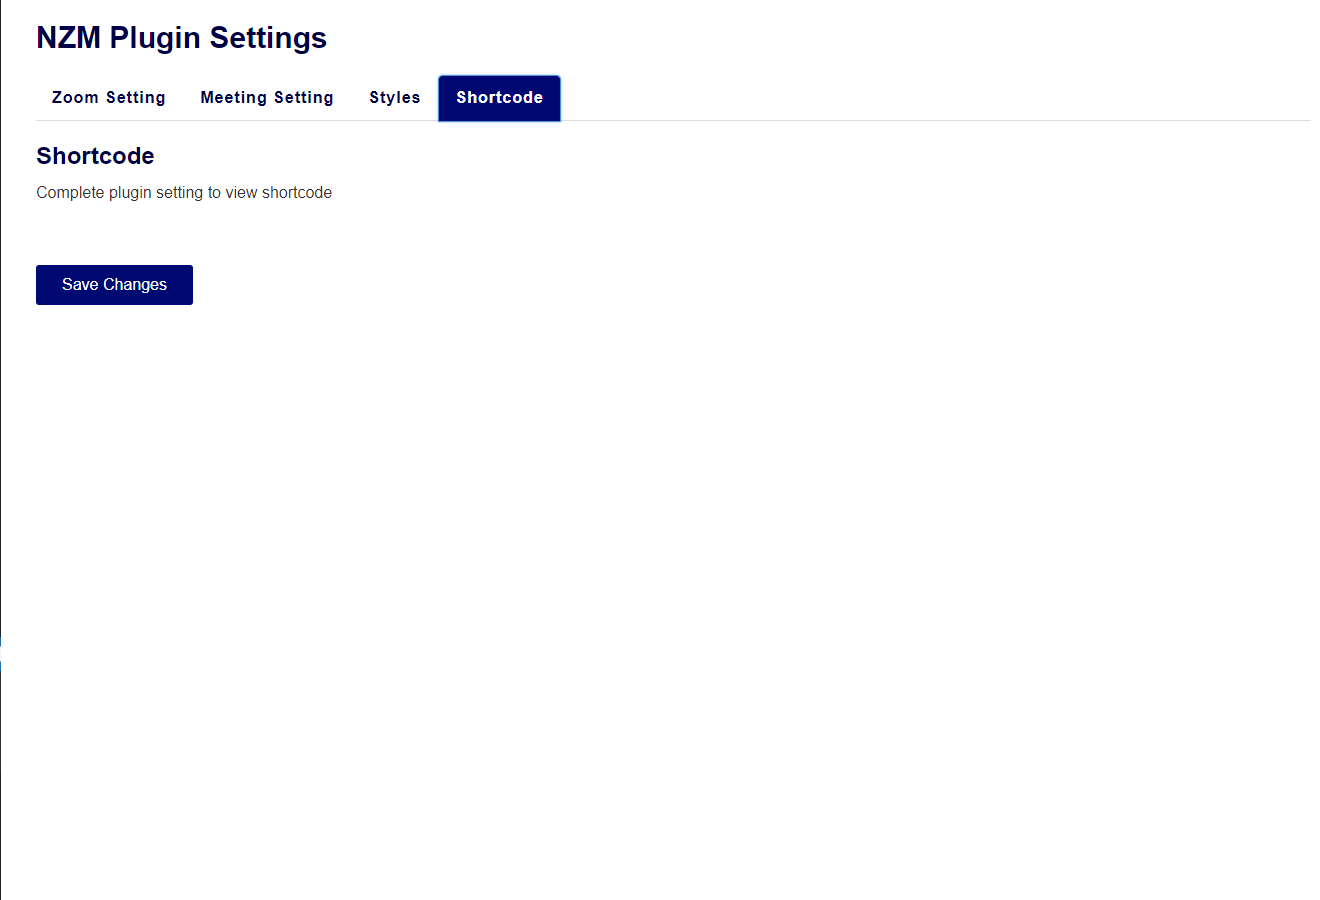 NZM Plugin Settings
Zoom Setting Meeting Setting Styles Shortcode
Shortcode
Complete plugin setting to view shortcode
Save Changes